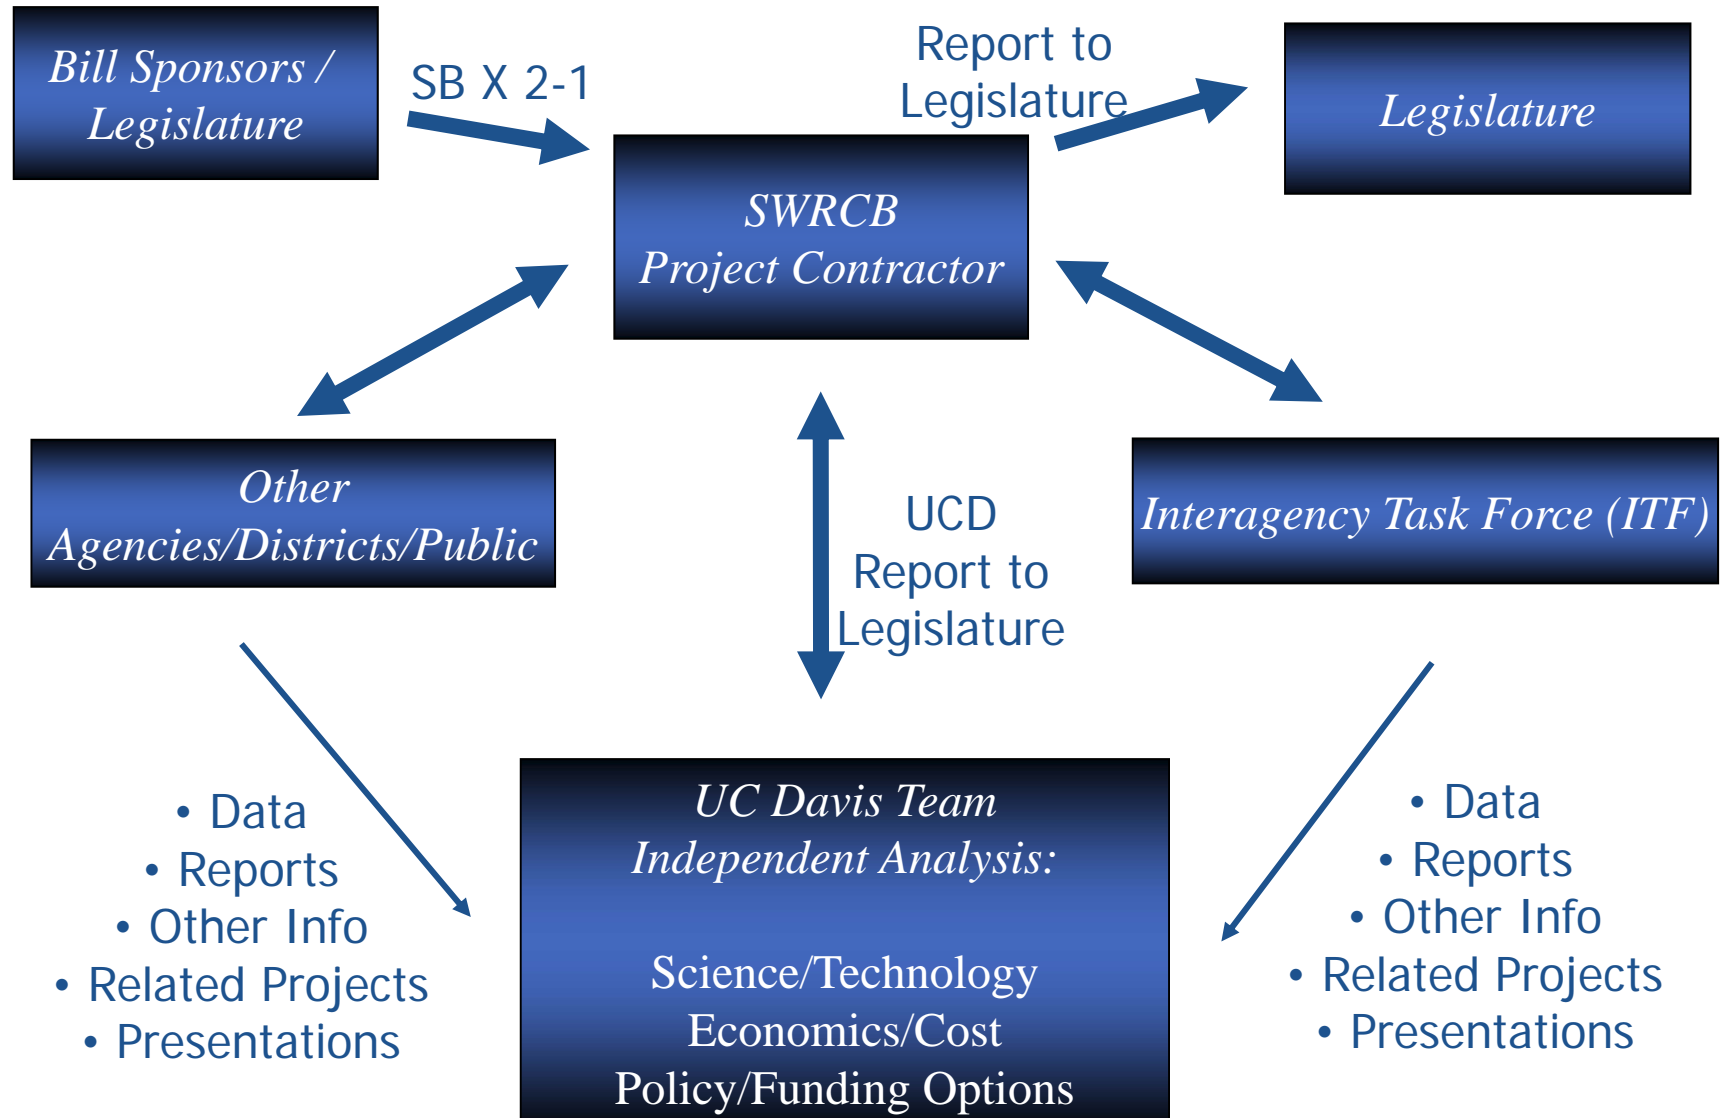 Bill Sponsors /
Legislature
SB X 2-1
Report to
Legislature
Legislature
SWRCB
Project Contractor
Other
Agencies/Districts/Public
UCD
Report to
Legislature
Interagency Task Force (ITF)
• Data
• Reports
• Other Info
• Related Projects
• Presentations
UC Davis Team
Independent Analysis:
Science/Technology
Economics/Cost
Policy/Funding Options
• Data
• Reports
• Other Info
• Related Projects
• Presentations